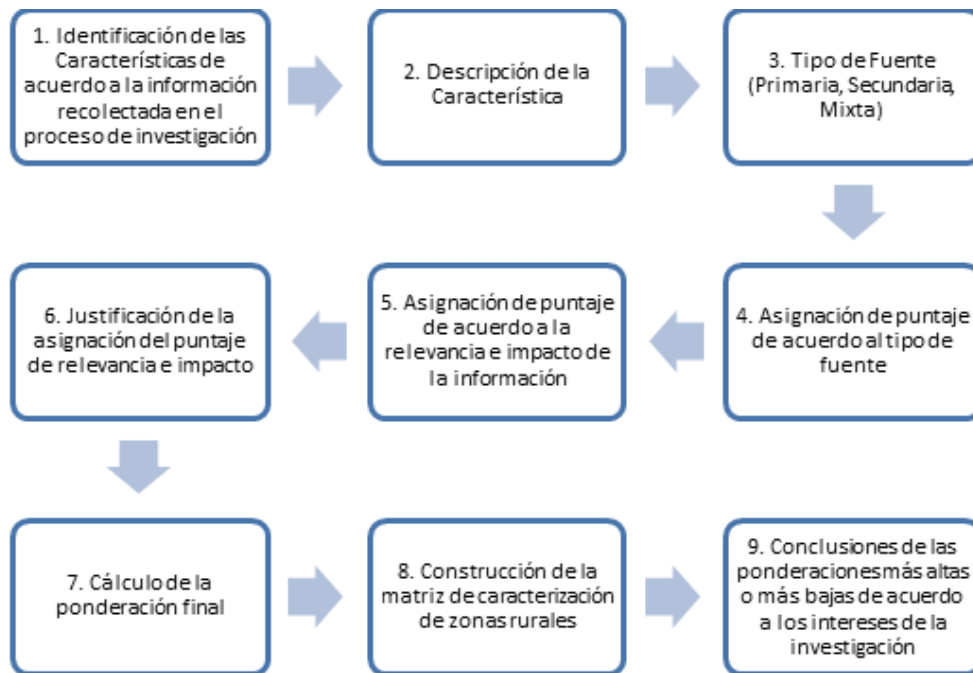 1. Identificación de las
Características de
acuerdo a la información
recolectada en el
proceso de investigación
2. Descripción de la
Característica
3. Tipo de Fuente
(Primaria, Secundaria,
Mixta)
4. Asignación de puntaje
de acuerdo al tipo de
fuente
5. Asignación de puntaje
de acuerdo a la
relevancia e impacto de
la información
6. Justificación de la
asignación del puntaje
de relevancia e impacto
7. Cálculo de la
ponderación final
8. Construcción de la
matriz de caracterización
de zonas rurales
9. Conclusiones de las
ponderaciones más altas
o más bajas de acuerdo
a los intereses de la
investigación